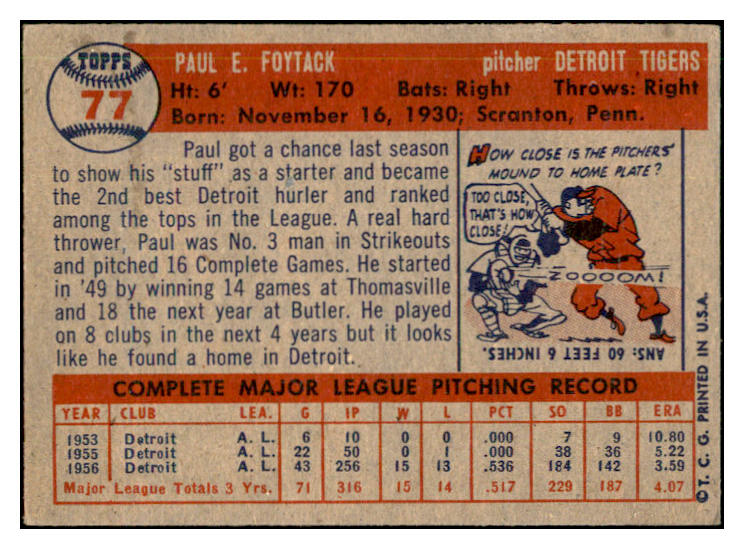 TOPPS
77
PAUL E. FOYTACK pitcher DETROIT TIGERS
Ht: 6' Wt: 170 Bats: Right Throws: Right
Born: November 16, 1930; Scranton, Penn.
Paul got a chance last season
to show his "stuff" as a starter and became
the 2nd best Detroit hurler and ranked
among the tops in the League. A real hard
thrower, Paul was No. 3 man in Strikeouts
and pitched 16 Complete Games. He started
in '49 by winning 14 games at Thomasville
and 18 the next year at Butler. He played
on 8 clubs in the next 4 years but it looks
like he found a home in Detroit.
HOW CLOSE IS THE PITCHERS'
MOUND TO HOME PLATE?
TOO CLOSE,
THAT'S HOW
CLOSE!
ZOOOOM!
ANS: 60 FEET 6 INCHES.
COMPLETE MAJOR LEAGUE PITCHING RECORD
YEAR CLUB LEA. G IP W L PCT SO BB ERA
1953 Detroit A. L. 6 10 0 0 .000 7 9 10.80
1955 Detroit A. L. 22 50 0 1 .000 38 36 5.22
1956 Detroit A. L. 43 256 15 13 .536 184 142 3.59
Major League Totals 3 Yrs. 71 316 15 14 .517 229 187 4.07
©T. C. G. PRINTED IN U.S.A.